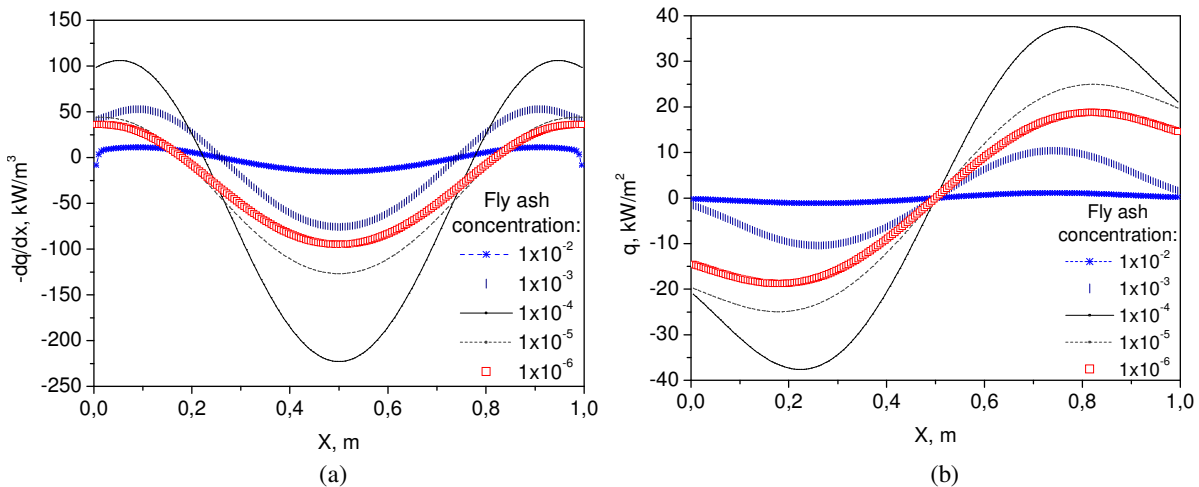 150
100
50
0
-50
-100
-150
-200
-250
-dq/dx, kW/m³
0,0 0,2 0,4 0,6 0,8 1,0
X, m
Fly ash
concentration:
1x10⁻²
1x10⁻³
1x10⁻⁴
1x10⁻⁵
1x10⁻⁶
(a)
40
30
20
10
0
-10
-20
-30
-40
q, kW/m²
0,0 0,2 0,4 0,6 0,8 1,0
X, m
Fly ash
concentration:
1x10⁻²
1x10⁻³
1x10⁻⁴
1x10⁻⁵
1x10⁻⁶
(b)